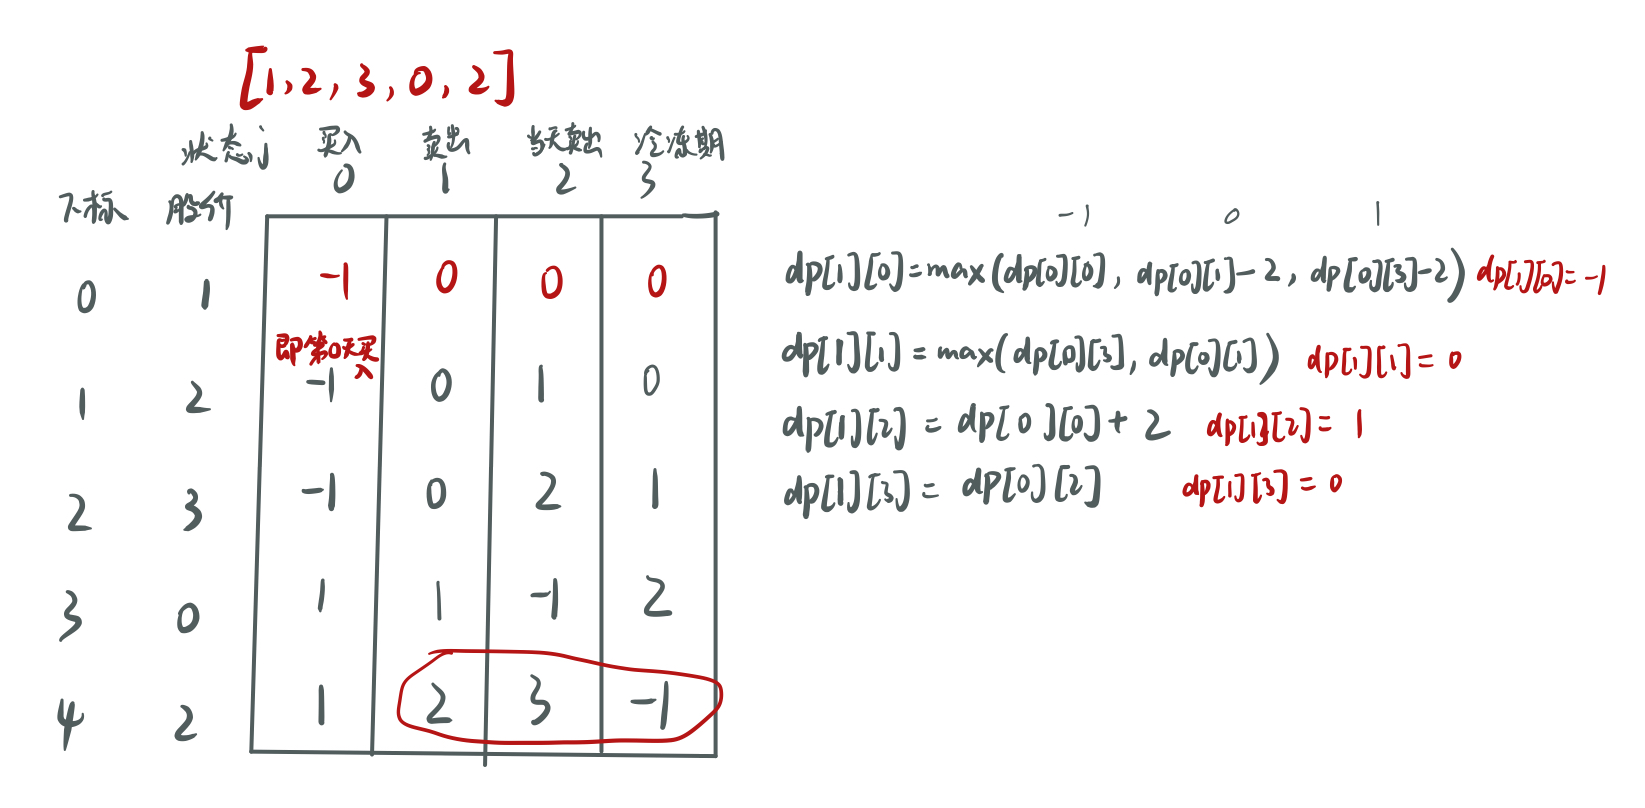 [1,2,3,0,2]
状态j 买入 卖出 当天卖出 冷冻期
0 1 2 3
下标 股价
0 1 -1 0 0 0
即第0天买入
1 2 -1 0 1 0
2 3 -1 0 2 1
3 0 1 1 -1 2
4 2 1 2 3 -1
-1 0 1
dp[1][0]=max(dp[0][0], dp[0][1]-2, dp[0][3]-2) dp[1][0]=-1
dp[1][1]=max(dp[0][3], dp[0][1]) dp[1][1]=0
dp[1][2]=dp[0][0]+2 dp[1][2]=1
dp[1][3]=dp[0][2] dp[1][3]=0